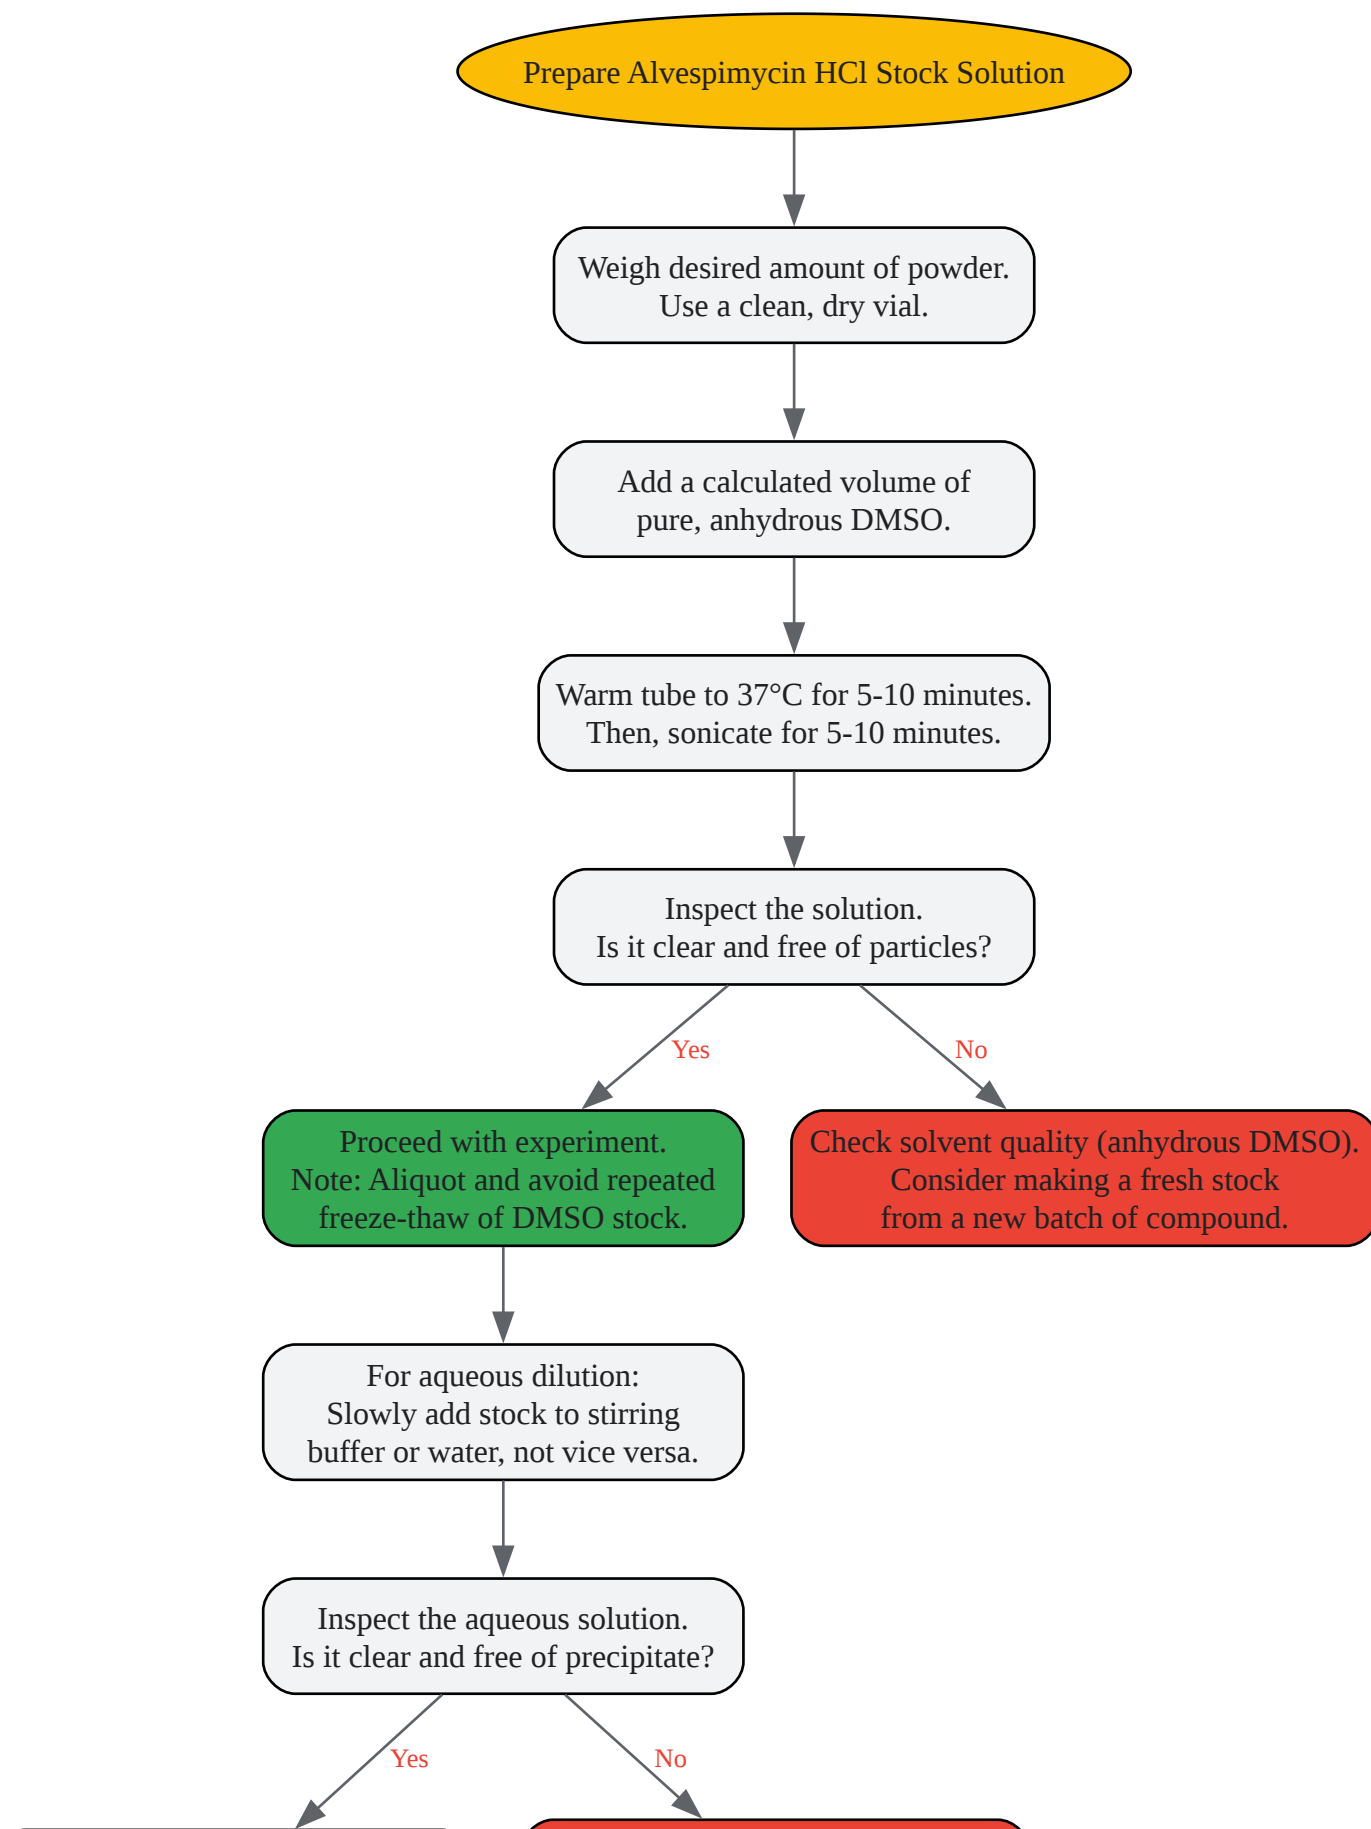 Prepare Alvespimycin HCl Stock Solution
Weigh desired amount of powder.
Use a clean, dry vial.
Add a calculated volume of
pure, anhydrous DMSO.
Warm tube to 37°C for 5-10 minutes.
Then, sonicate for 5-10 minutes.
Inspect the solution.
Is it clear and free of particles?
Yes
No
Proceed with experiment.
Note: Aliquot and avoid repeated
freeze-thaw of DMSO stock.
Check solvent quality (anhydrous DMSO).
Consider making a fresh stock
from a new batch of compound.
For aqueous dilution:
Slowly add stock to stirring
buffer or water, not vice versa.
Inspect the aqueous solution.
Is it clear and free of precipitate?
Yes
No